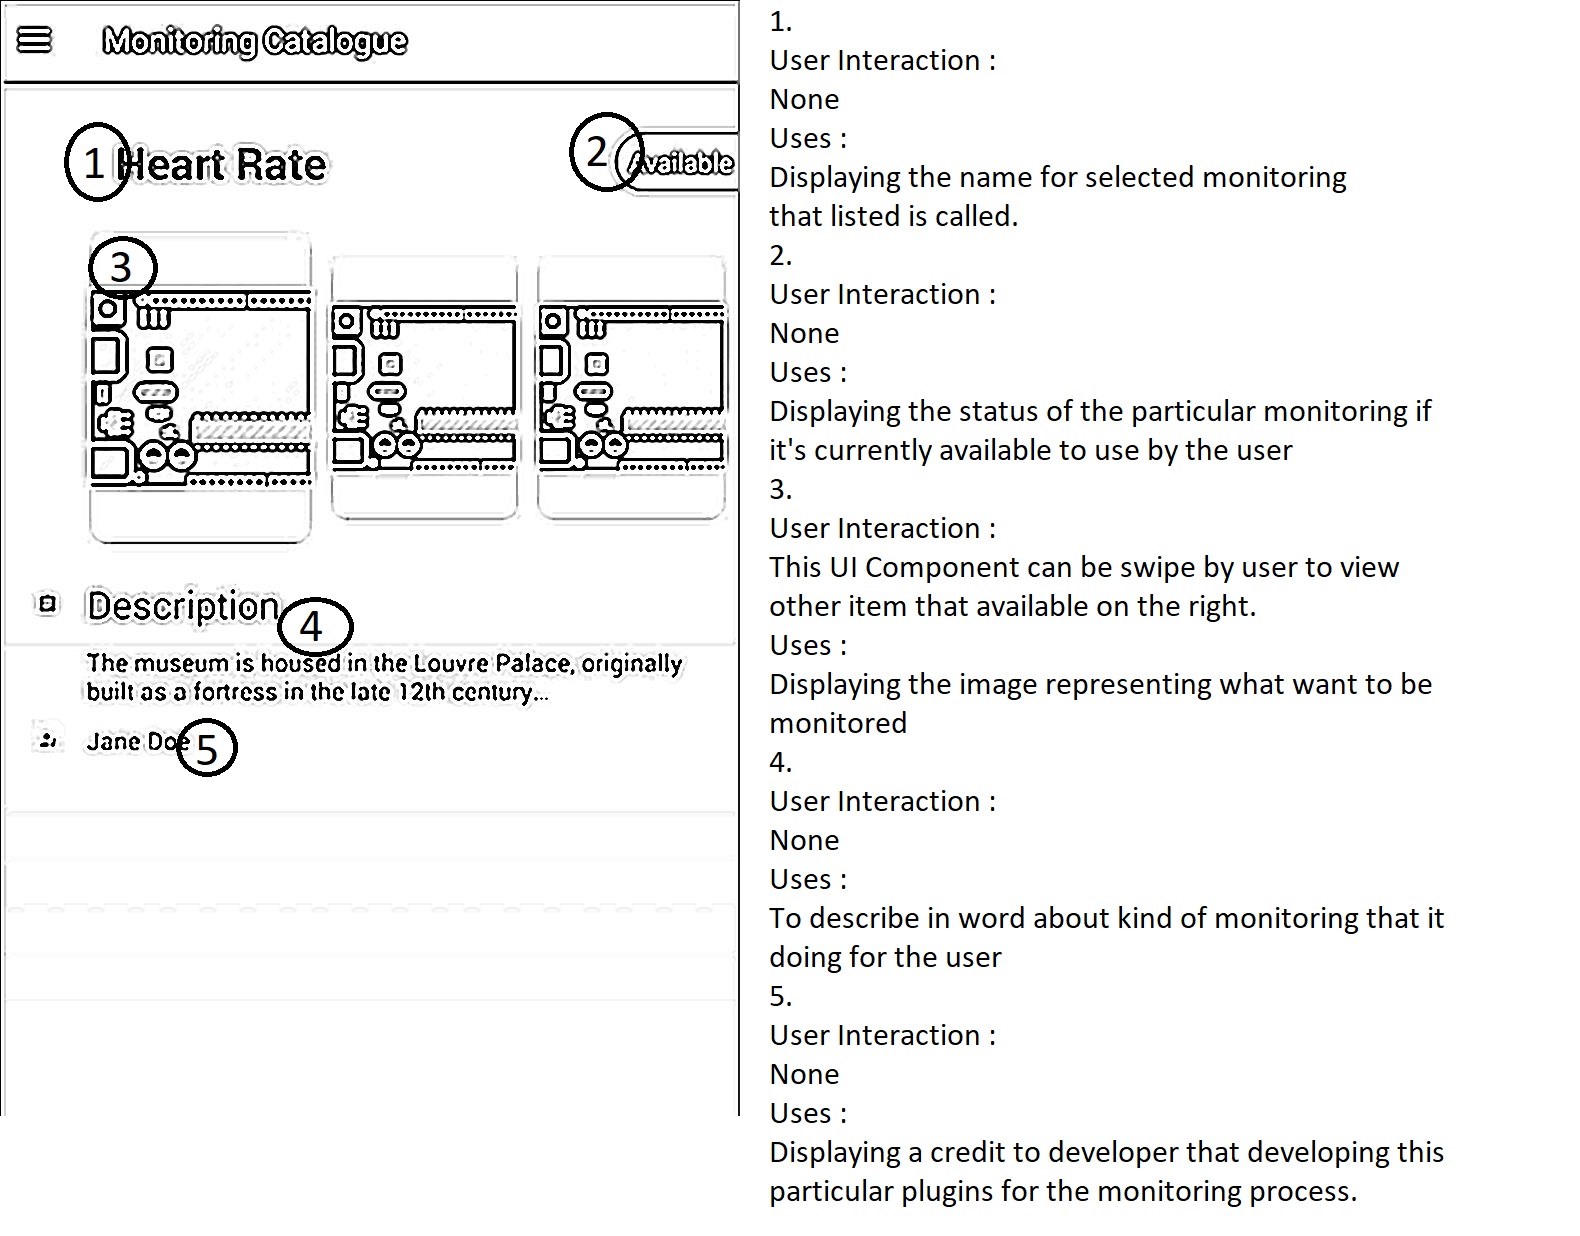 Monitoring Catalogue
1 Heart Rate
2 Available
3
Description 4
The museum is housed in the Louvre Palace, originally
built as a fortress in the late 12th century...
Jane Doe 5
1.
User Interaction :
None
Uses :
Displaying the name for selected monitoring
that listed is called.
2.
User Interaction :
None
Uses :
Displaying the status of the particular monitoring if
it's currently available to use by the user
3.
User Interaction :
This UI Component can be swipe by user to view
other item that available on the right.
Uses :
Displaying the image representing what want to be
monitored
4.
User Interaction :
None
Uses :
To describe in word about kind of monitoring that it
doing for the user
5.
User Interaction :
None
Uses :
Displaying a credit to developer that developing this
particular plugins for the monitoring process.